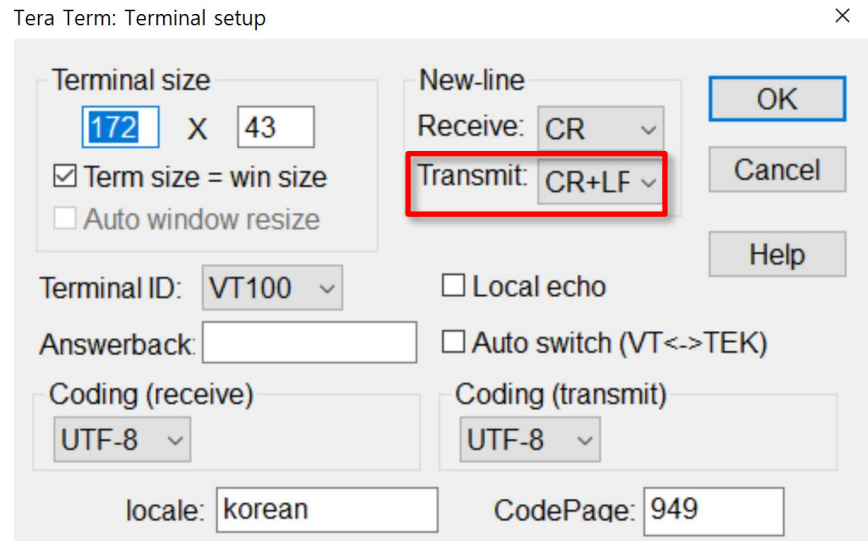 Tera Term: Terminal setup
Terminal size
172 X 43
Term size = win size
Auto window resize
New-line
Receive: CR
Transmit: CR+LF
OK
Cancel
Help
Terminal ID: VT100
Local echo
Answerback:
Auto switch (VT<->TEK)
Coding (receive)
UTF-8
Coding (transmit)
UTF-8
locale: korean
CodePage: 949